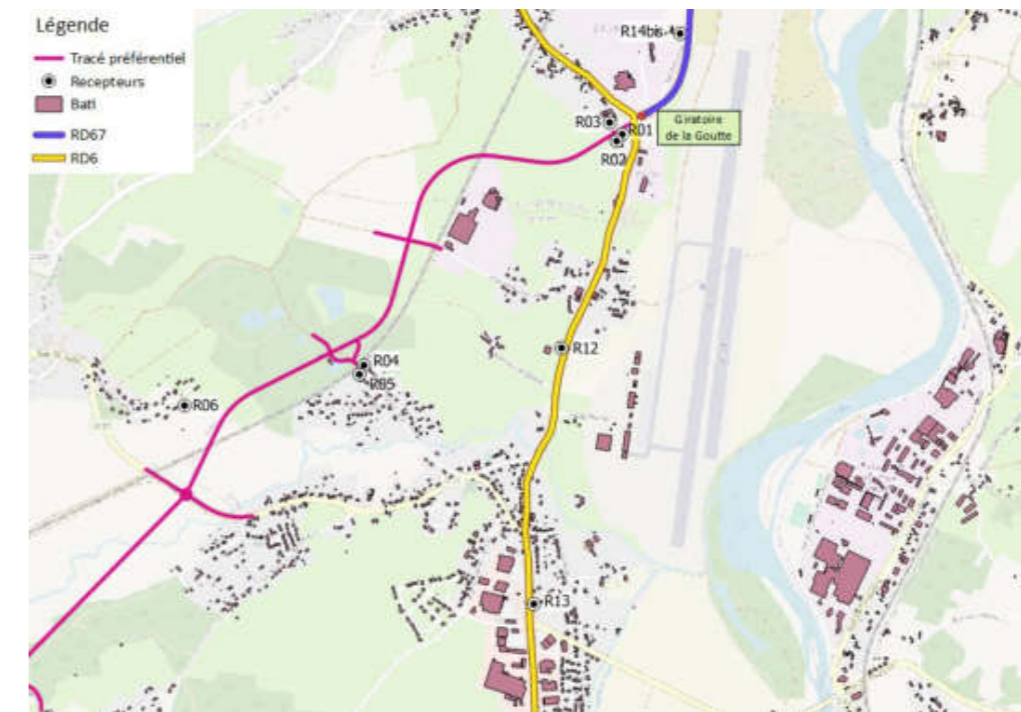 Légende
Tracé préférentiel
Recepteurs
Bati
RD67
RD6
R14bis-4
R03
R01
Giratoire
de la Goutte
R02
R12
R04
R05
R06
R13